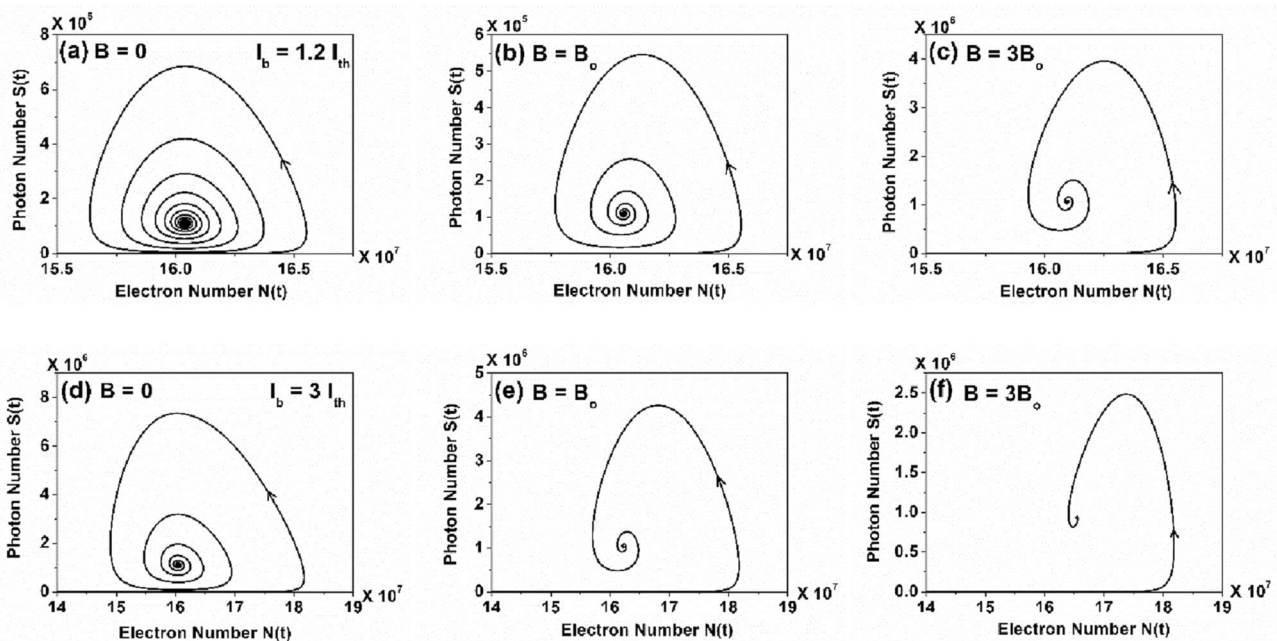 X 10⁵
(a) B = 0
I_b = 1.2 I_th
8
6
4
2
0
15.5 16.0 16.5
X 10⁷
Photon Number S(t)
Electron Number N(t)
X 10⁵
(b) B = B_o
6
5
4
3
2
1
0
15.5 16.0 16.5
X 10⁷
Photon Number S(t)
Electron Number N(t)
X 10⁶
(c) B = 3B_o
4
3
2
1
0
15.5 16.0 16.5
X 10⁷
Photon Number S(t)
Electron Number N(t)
X 10⁶
(d) B = 0
I_b = 3 I_th
8
6
4
2
0
14 15 16 17 18 19
X 10⁷
Photon Number S(t)
Electron Number N(t)
X 10⁶
(e) B = B_o
5
4
3
2
1
0
14 15 16 17 18 19
X 10⁷
Photon Number S(t)
Electron Number N(t)
X 10⁶
(f) B = 3B_o
2.5
2.0
1.5
1.0
0.5
0.0
14 15 16 17 18 19
X 10⁷
Photon Number S(t)
Electron Number N(t)